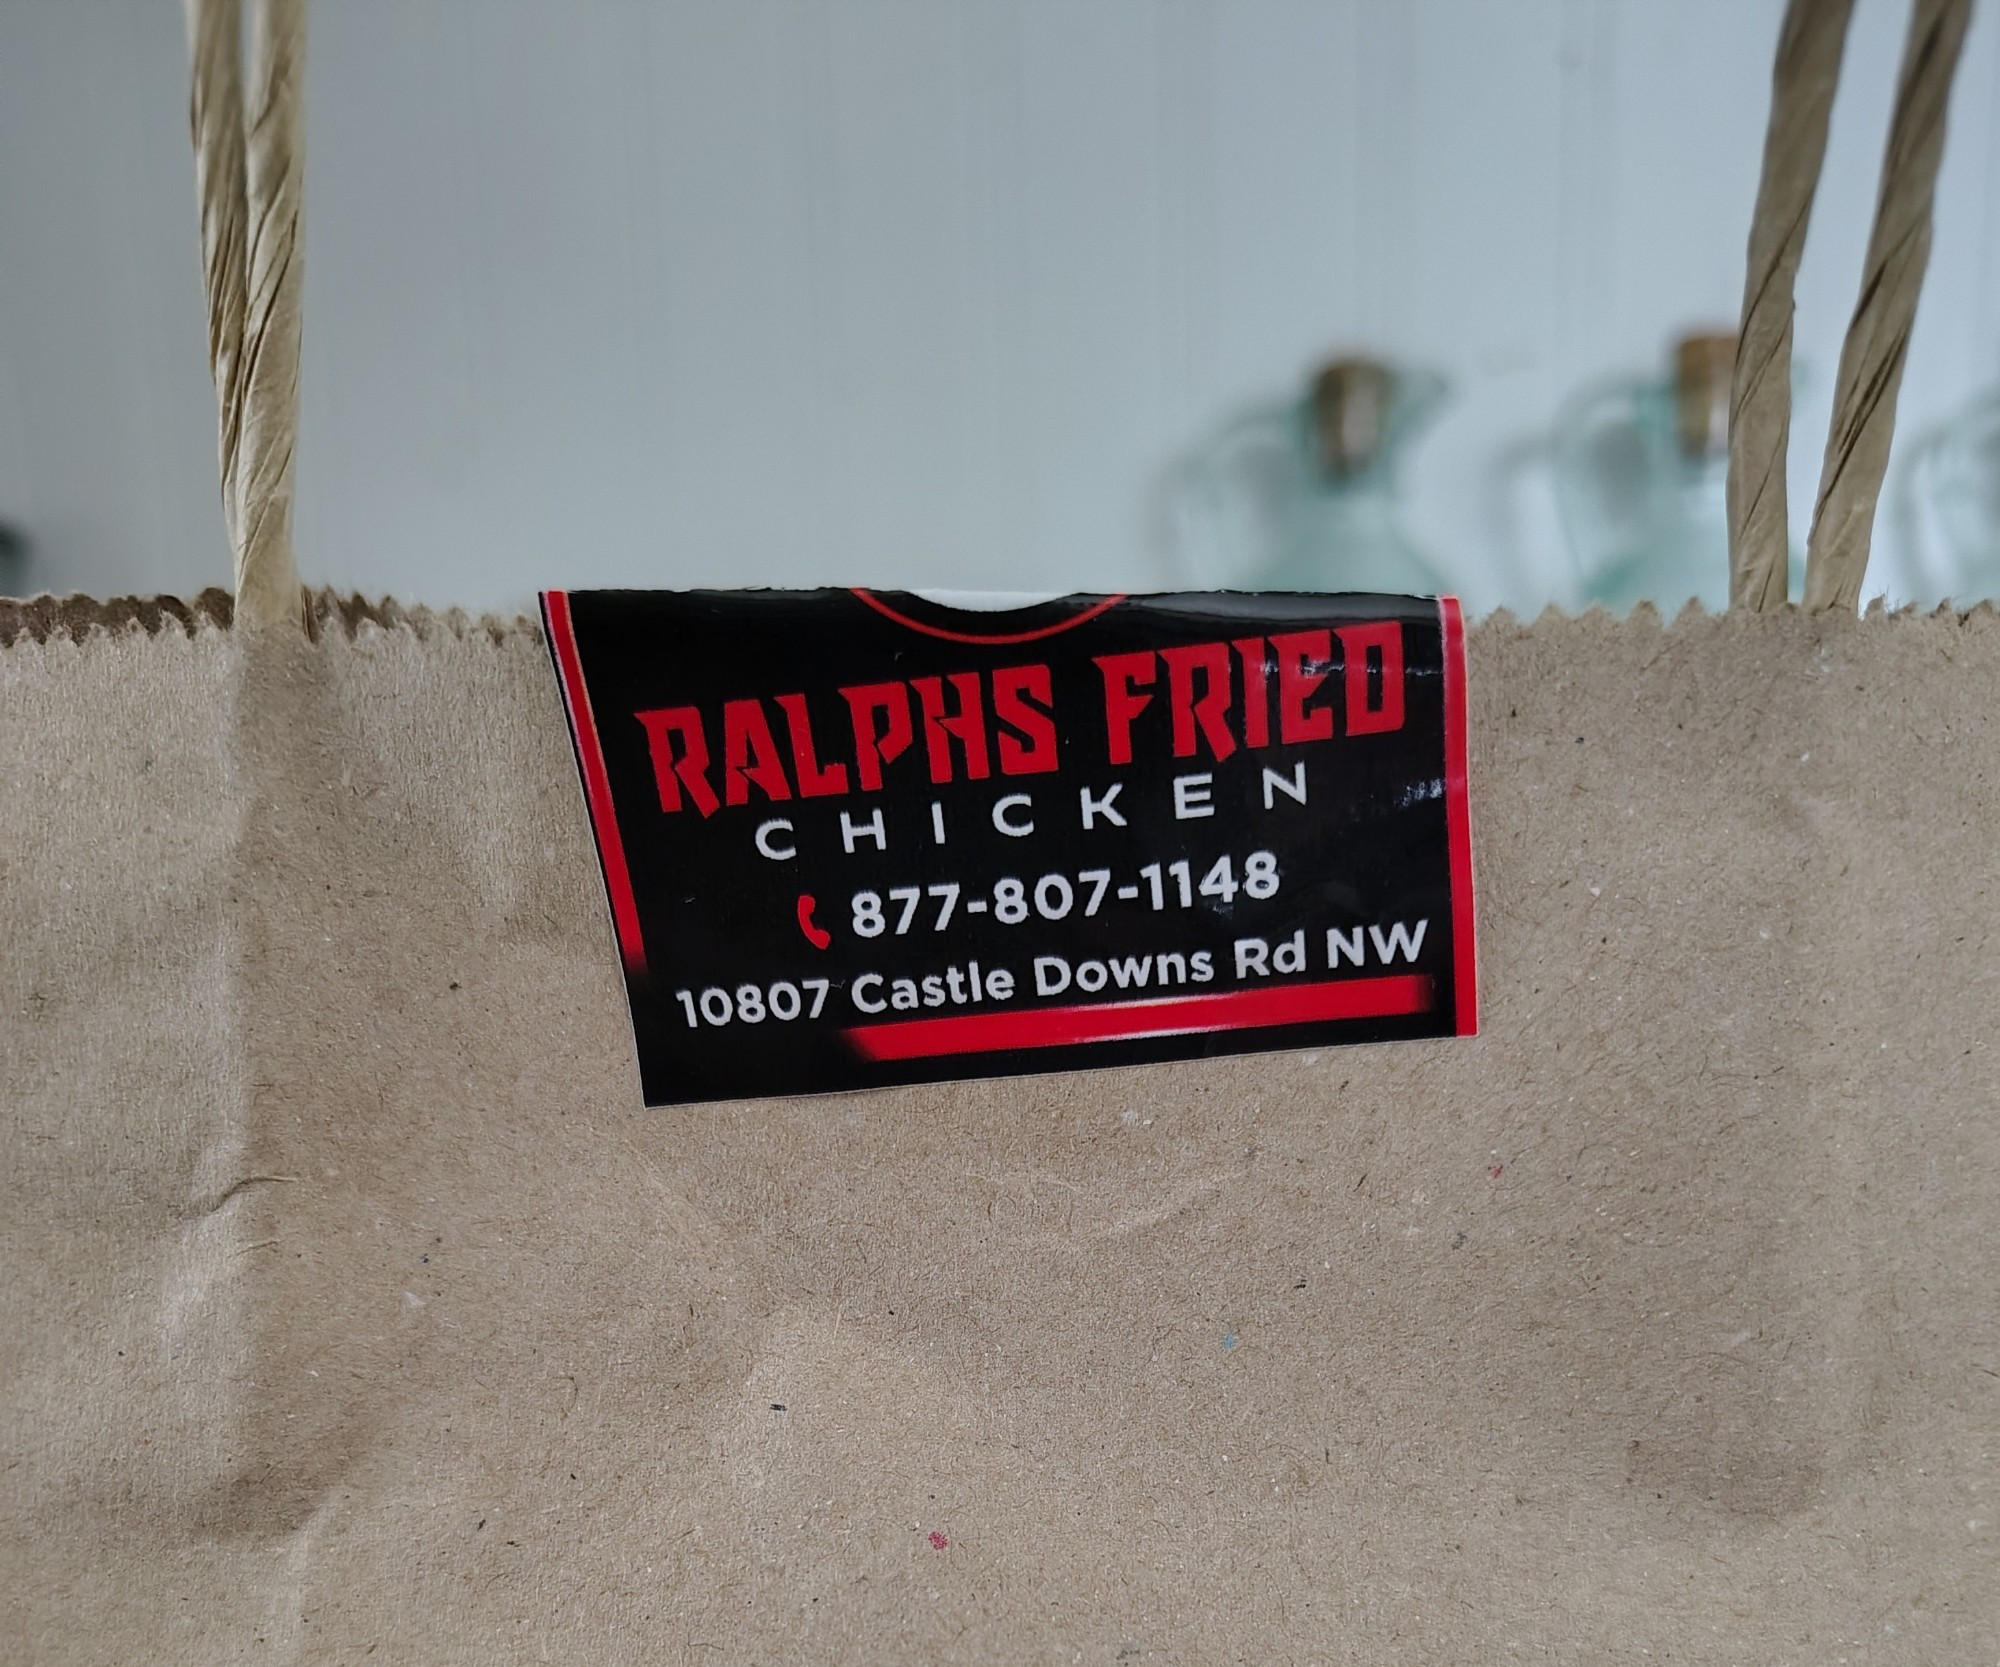 RALPHS FRIED
CHICKEN
877-807-1148
10807 Castle Downs Rd NW